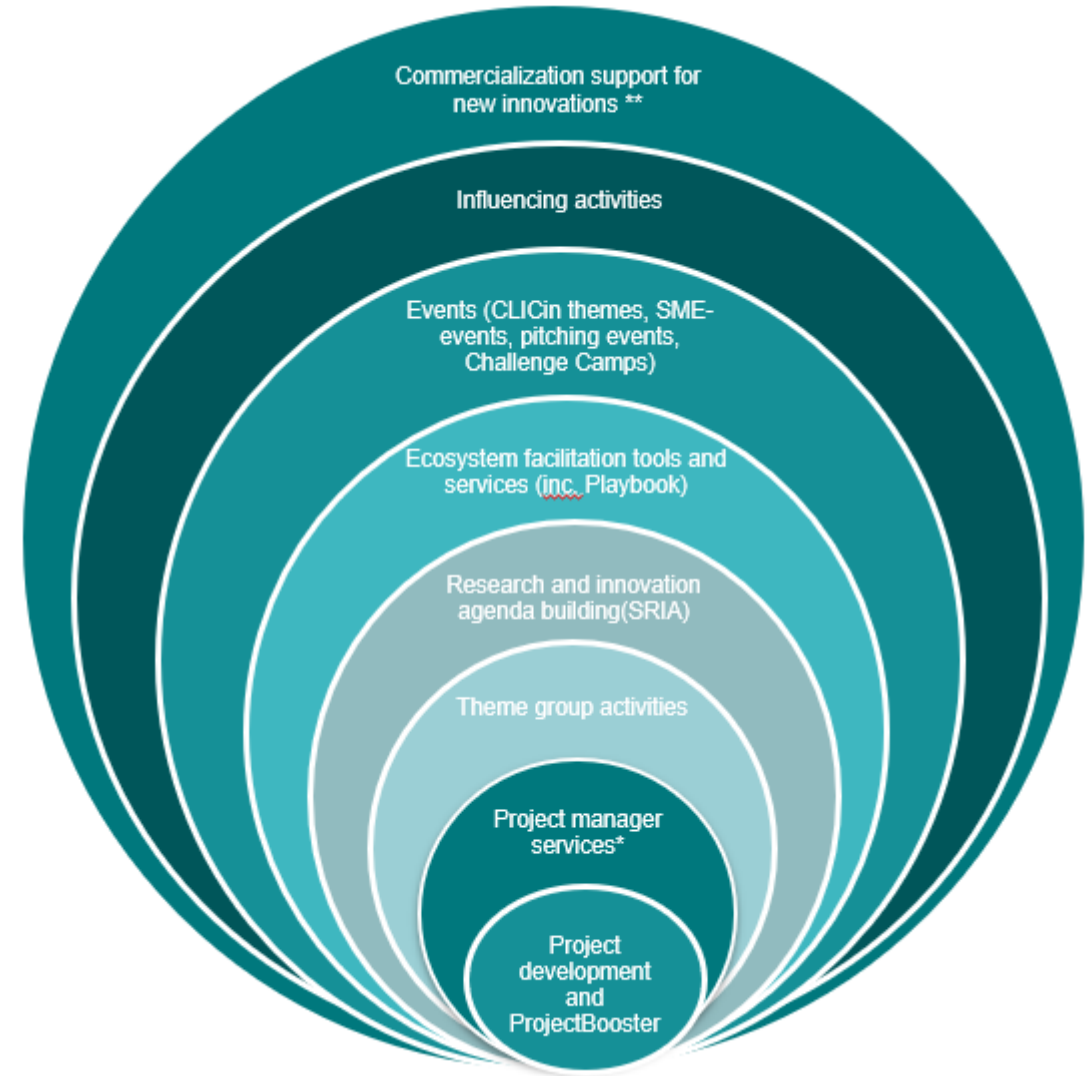 Commercialization support for
new innovations **
Influencing activities
Events (CLICin themes, SME-
events, pitching events,
Challenge Camps)
Ecosystem facilitation tools and
services (inc. Playbook)
Research and innovation
agenda building(SRIA)
Theme group activities
Project manager
services*
Project
development
and
ProjectBooster